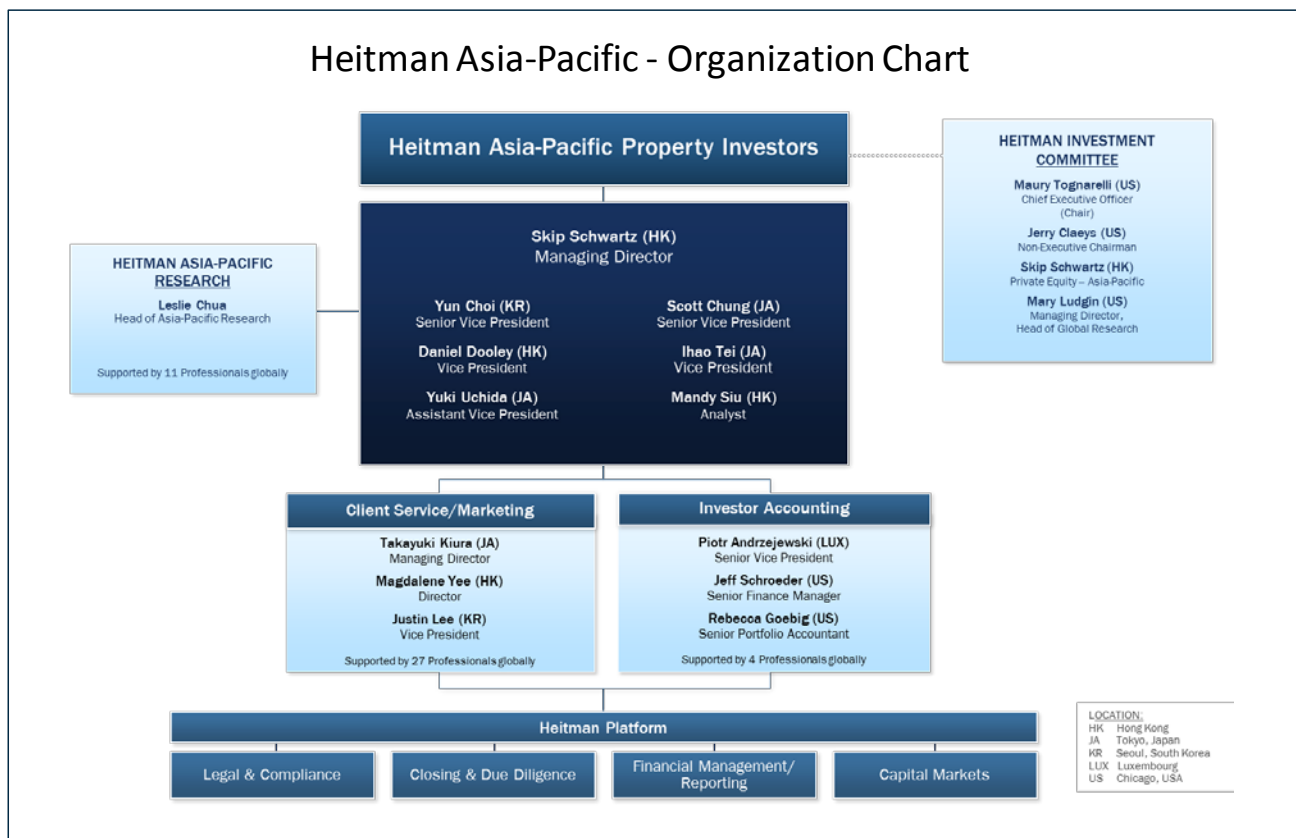 Heitman Asia-Pacific - Organization Chart
Heitman Asia-Pacific Property Investors
HEITMAN INVESTMENT
COMMITTEE
Maury Tognarelli (US)
Chief Executive Officer
(Chair)
Jerry Claeys (US)
Non-Executive Chairman
Skip Schwartz (HK)
Private Equity – Asia-Pacific
Mary Ludgin (US)
Managing Director,
Head of Global Research
HEITMAN ASIA-PACIFIC
RESEARCH
Leslie Chua
Head of Asia-Pacific Research
Supported by 11 Professionals globally
Skip Schwartz (HK)
Managing Director
Yun Choi (KR)
Senior Vice President
Scott Chung (JA)
Senior Vice President
Daniel Dooley (HK)
Vice President
Ihao Tei (JA)
Vice President
Yuki Uchida (JA)
Assistant Vice President
Mandy Siu (HK)
Analyst
Client Service/Marketing
Takayuki Kiura (JA)
Managing Director
Magdalene Yee (HK)
Director
Justin Lee (KR)
Vice President
Supported by 27 Professionals globally
Investor Accounting
Piotr Andrzejewski (LUX)
Senior Vice President
Jeff Schroeder (US)
Senior Finance Manager
Rebecca Goebig (US)
Senior Portfolio Accountant
Supported by 4 Professionals globally
Heitman Platform
Legal & Compliance
Closing & Due Diligence
Financial Management/
Reporting
Capital Markets
LOCATION:
HK Hong Kong
JA Tokyo, Japan
KR Seoul, South Korea
LUX Luxembourg
US Chicago, USA